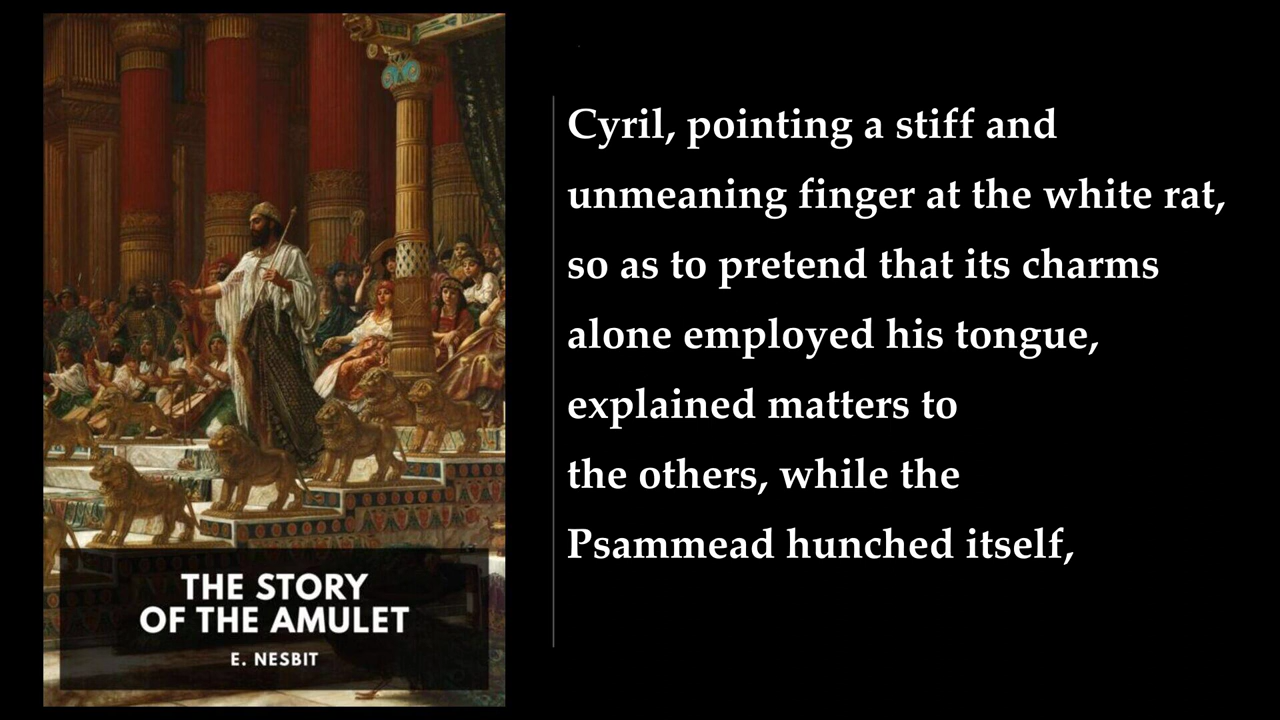 THE STORY
OF THE AMULET
E. NESBIT
Cyril, pointing a stiff and
unmeaning finger at the white rat,
so as to pretend that its charms
alone employed his tongue,
explained matters to
the others, while the
Psammead hunched itself,